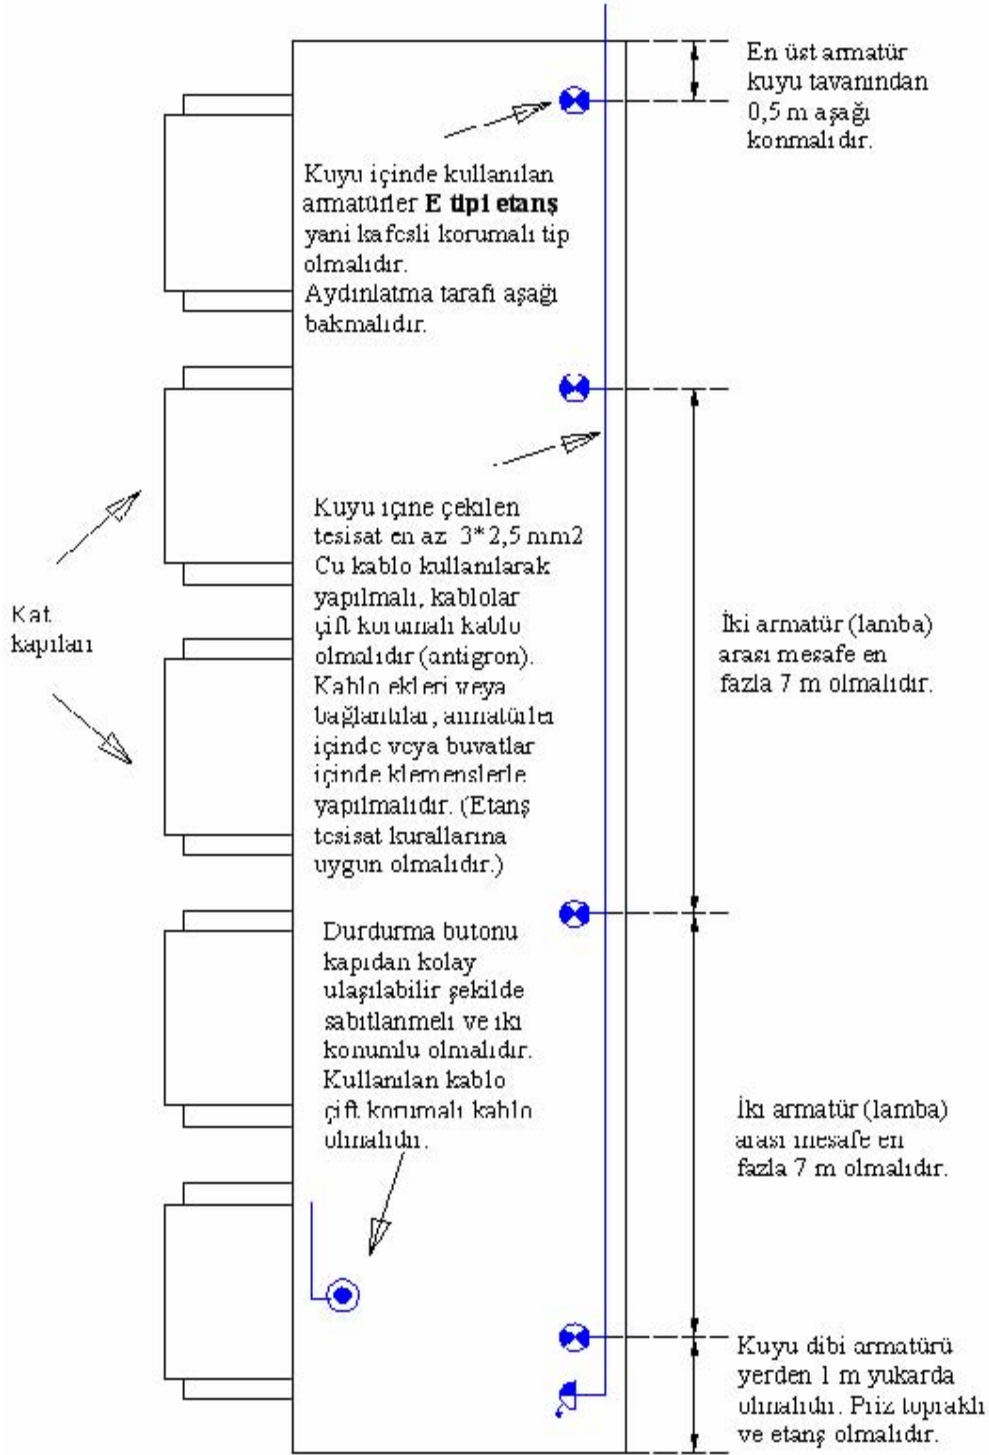 En üst armatür
kuyu tavanından
0,5 m aşağı
konmalıdır.
Kuyu içinde kullanılan
armatürler E tipi etanş
yani kafesli korumalı tip
olmalıdır.
Aydınlatma tarafı aşağı
bakmalıdır.
Kuyu içine çekilen
tesisat en az 3*2,5 mm2
Cu kablo kullanılarak
yapılmalı, kablolar
çift korumalı kablo
olmalıdır (antigron).
Kablo ekleri veya
bağlantılar, armatürler
içinde veya buvatlar
içinde klemenslerle
yapılmalıdır. (Etanş
tesisat kurallarına
uygun olmalıdır.)
Kat
kapıları
İki armatür (lamba)
arası mesafe en
fazla 7 m olmalıdır.
Durdurma butonu
kapıdan kolay
ulaşılabilir şekilde
sabitlanmeli ve iki
konumlu olmalıdır.
Kullanılan kablo
çift korumalı kablo
olmalıdır.
İki armatür (lamba)
arası mesafe en
fazla 7 m olmalıdır.
Kuyu dibi armatürü
yerden 1 m yukarda
olmalıdır. Priz topraklı
ve etanş olmalıdır.